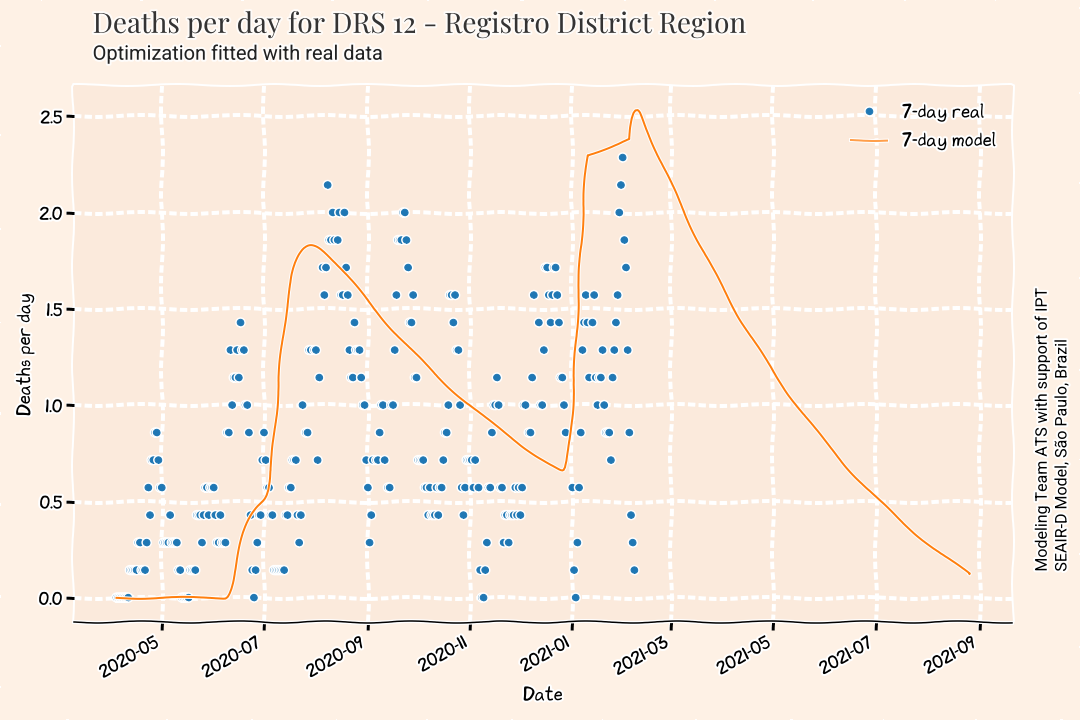 Deaths per day for DRS 12 - Registro District Region
Optimization fitted with real data
7-day real
7-day model
Deaths per day
2.5
2.0
1.5
1.0
0.5
0.0
2020-05
2020-07
2020-09
2020-11
2021-01
2021-03
2021-05
2021-07
2021-09
Date
Modeling Team ATS with support of IPT
SEAIR-D Model, São Paulo, Brazil